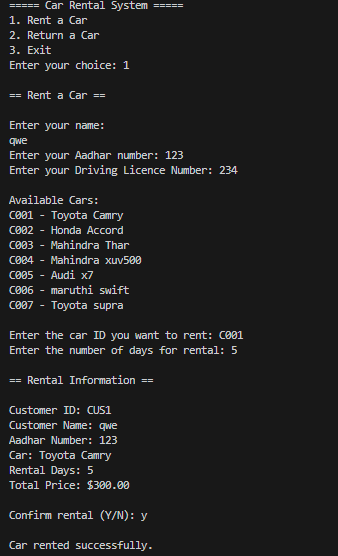 ===== Car Rental System =====
1. Rent a Car
2. Return a Car
3. Exit
Enter your choice: 1
== Rent a Car ==
Enter your name:
qwe
Enter your Aadhar number: 123
Enter your Driving Licence Number: 234
Available Cars:
C001 - Toyota Camry
C002 - Honda Accord
C003 - Mahindra Thar
C004 - Mahindra xuv500
C005 - Audi x7
C006 - maruthi swift
C007 - Toyota supra
Enter the car ID you want to rent: C001
Enter the number of days for rental: 5
== Rental Information ==
Customer ID: CUS1
Customer Name: qwe
Aadhar Number: 123
Car: Toyota Camry
Rental Days: 5
Total Price: $300.00
Confirm rental (Y/N): y
Car rented successfully.